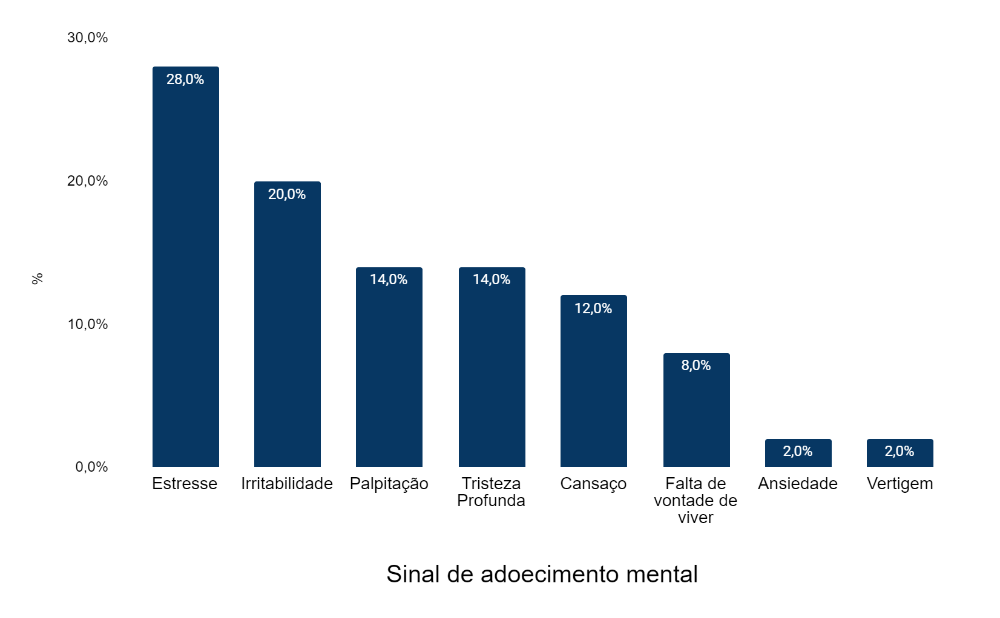 30,0%
20,0%
10,0%
0,0%
%
28,0%
20,0%
14,0%
14,0%
12,0%
8,0%
2,0%
2,0%
Estresse
Irritabilidade
Palpitação
Tristeza
Profunda
Cansaço
Falta de
vontade de
viver
Ansiedade
Vertigem
Sinal de adoecimento mental